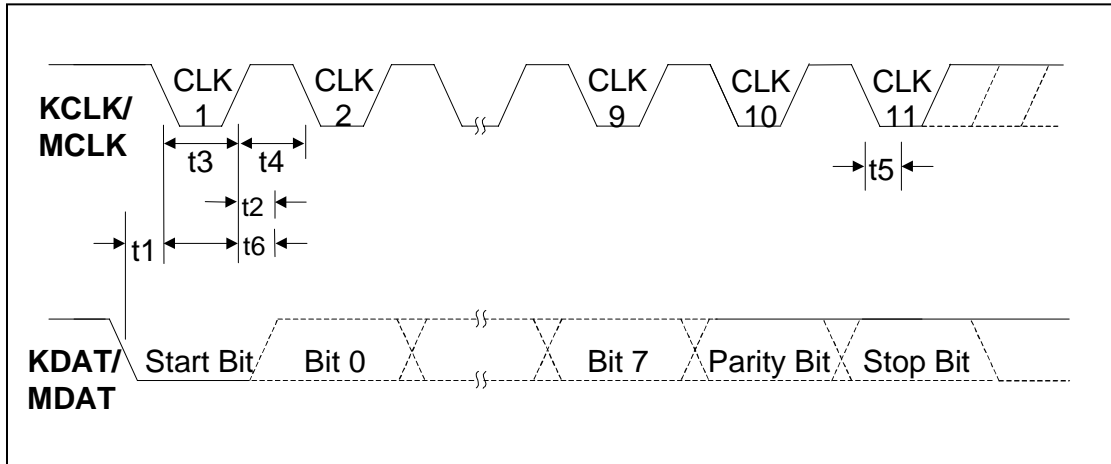 KCLK/
MCLK
CLK
1
CLK
2
CLK
9
CLK
10
CLK
11
t3
t4
t5
t2
t1
t6
KDAT/
MDAT
Start Bit
Bit 0
Bit 7
Parity Bit
Stop Bit